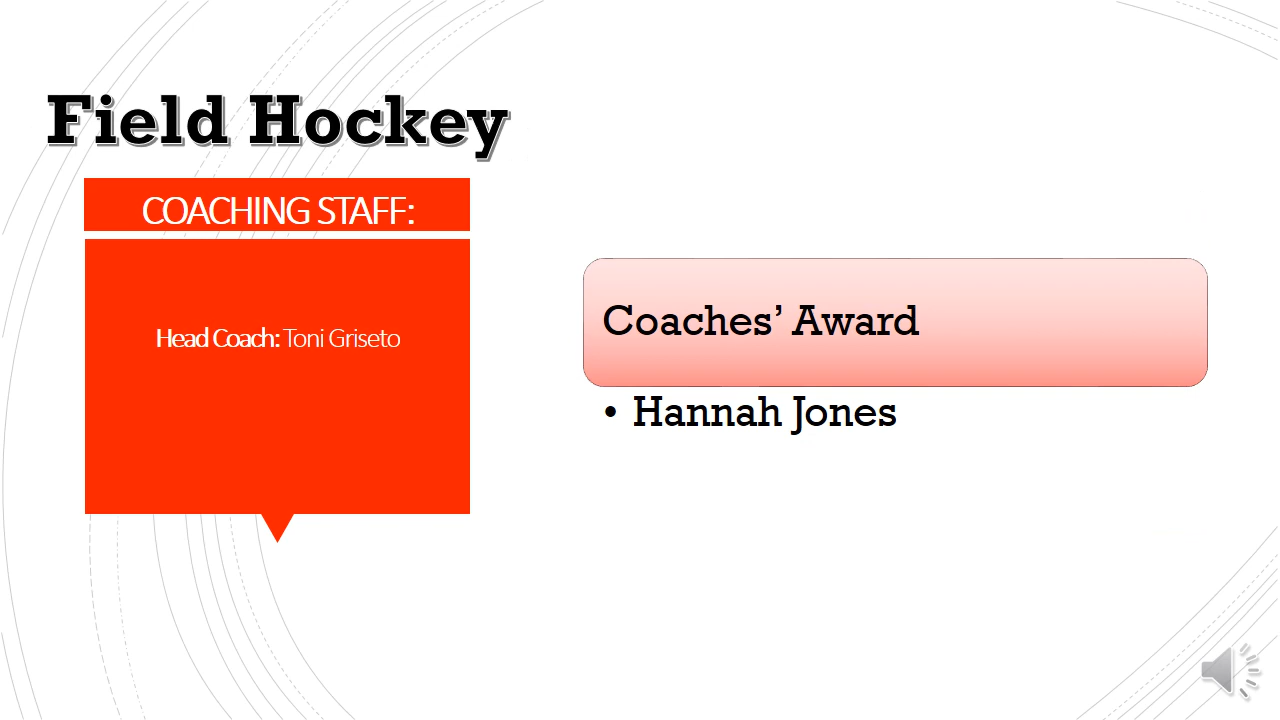 Field Hockey
COACHING STAFF:
Head Coach: Toni Griseto
Coaches’ Award
• Hannah Jones